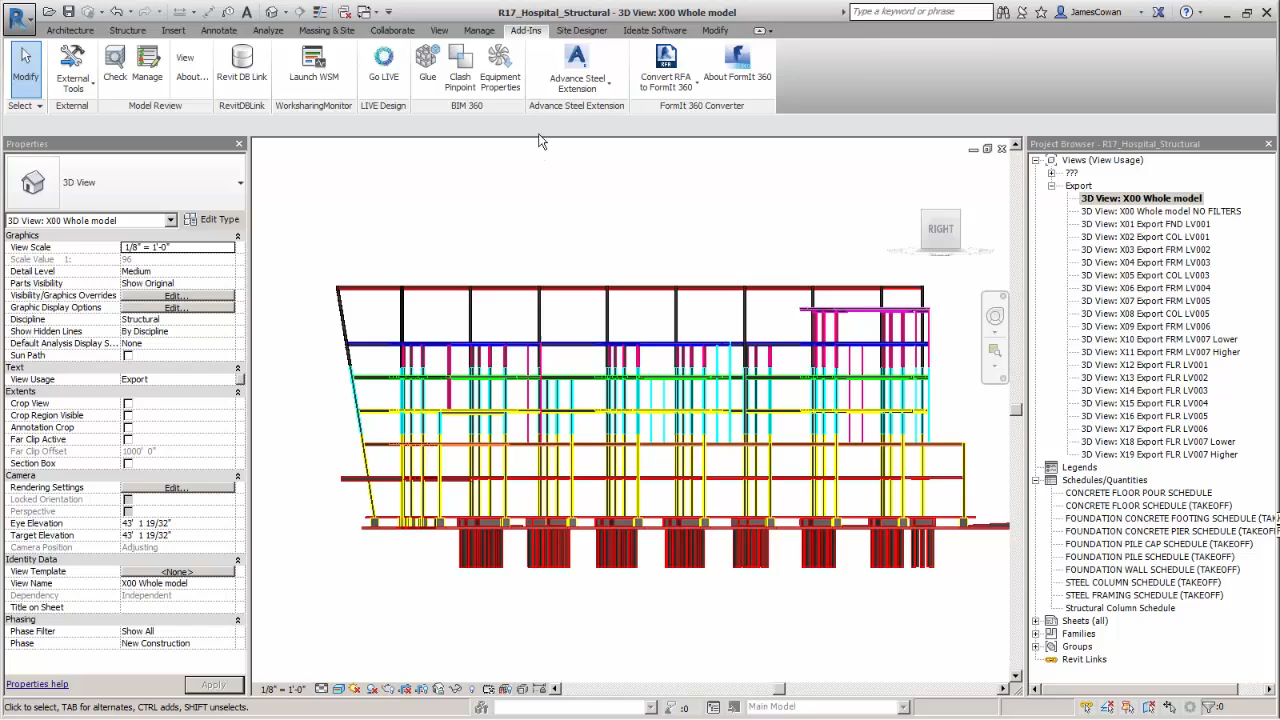 R17_Hospital_Structural - 3D View: X00 Whole model
Type a keyword or phrase
JamesCowan
Architecture Structure Insert Annotate Analyze Massing & Site Collaborate View Manage Add-Ins Site Designer Ideate Software Modify
Modify
External Tools
Check
Manage
View
About...
Revit DB Link
Launch WSM
Go LIVE
Glue
Clash Pinpoint
Equipment Properties
Advance Steel Extension
Convert RFA to FormIt 360
About FormIt 360
Select External Model Review RevitDBLink WorksharingMonitor LIVE Design BIM 360 Advance Steel Extension FormIt 360 Converter
Properties
3D View
3D View: X00 Whole model
Edit Type
Graphics
View Scale 1/8" = 1'-0"
Scale Value 1: 96
Detail Level Medium
Parts Visibility Show Original
Visibility/Graphics Overrides Edit...
Graphic Display Options Edit...
Discipline Structural
Show Hidden Lines By Discipline
Default Analysis Display S... None
Sun Path
Text
View Usage Export
Extents
Crop View
Crop Region Visible
Annotation Crop
Far Clip Active
Far Clip Offset 1000' 0"
Section Box
Camera
Rendering Settings Edit...
Locked Orientation
Perspective
Eye Elevation 43' 1 19/32"
Target Elevation 43' 1 19/32"
Camera Position Adjusting
Identity Data
View Template <None>
View Name X00 Whole model
Dependency Independent
Title on Sheet
Phasing
Phase Filter Show All
Phase New Construction
Properties help
Apply
RIGHT
1/8" = 1'-0"
Project Browser - R17_Hospital_Structural
Views (View Usage)
???
Export
3D View: X00 Whole model
3D View: X00 Whole model NO FILTERS
3D View: X01 Export FND LV001
3D View: X02 Export COL LV001
3D View: X03 Export FRM LV002
3D View: X04 Export FRM LV003
3D View: X05 Export COL LV003
3D View: X06 Export FRM LV004
3D View: X07 Export FRM LV005
3D View: X08 Export COL LV005
3D View: X09 Export FRM LV006
3D View: X10 Export FRM LV007 Lower
3D View: X11 Export FRM LV007 Higher
3D View: X12 Export FLR LV001
3D View: X13 Export FLR LV002
3D View: X14 Export FLR LV003
3D View: X15 Export FLR LV004
3D View: X16 Export FLR LV005
3D View: X17 Export FLR LV006
3D View: X18 Export FLR LV007 Lower
3D View: X19 Export FLR LV007 Higher
Legends
Schedules/Quantities
CONCRETE FLOOR POUR SCHEDULE
CONCRETE FLOOR SCHEDULE (TAKEOFF)
FOUNDATION CONCRETE FOOTING SCHEDULE (TAK
FOUNDATION CONCRETE PIER SCHEDULE (TAKEOFF
FOUNDATION PILE CAP SCHEDULE (TAKEOFF)
FOUNDATION PILE SCHEDULE (TAKEOFF)
FOUNDATION WALL SCHEDULE (TAKEOFF)
STEEL COLUMN SCHEDULE (TAKEOFF)
STEEL FRAMING SCHEDULE (TAKEOFF)
Structural Column Schedule
Sheets (all)
Families
Groups
Revit Links
Click to select, TAB for alternates, CTRL adds, SHIFT unselects.
:0
Main Model
:0